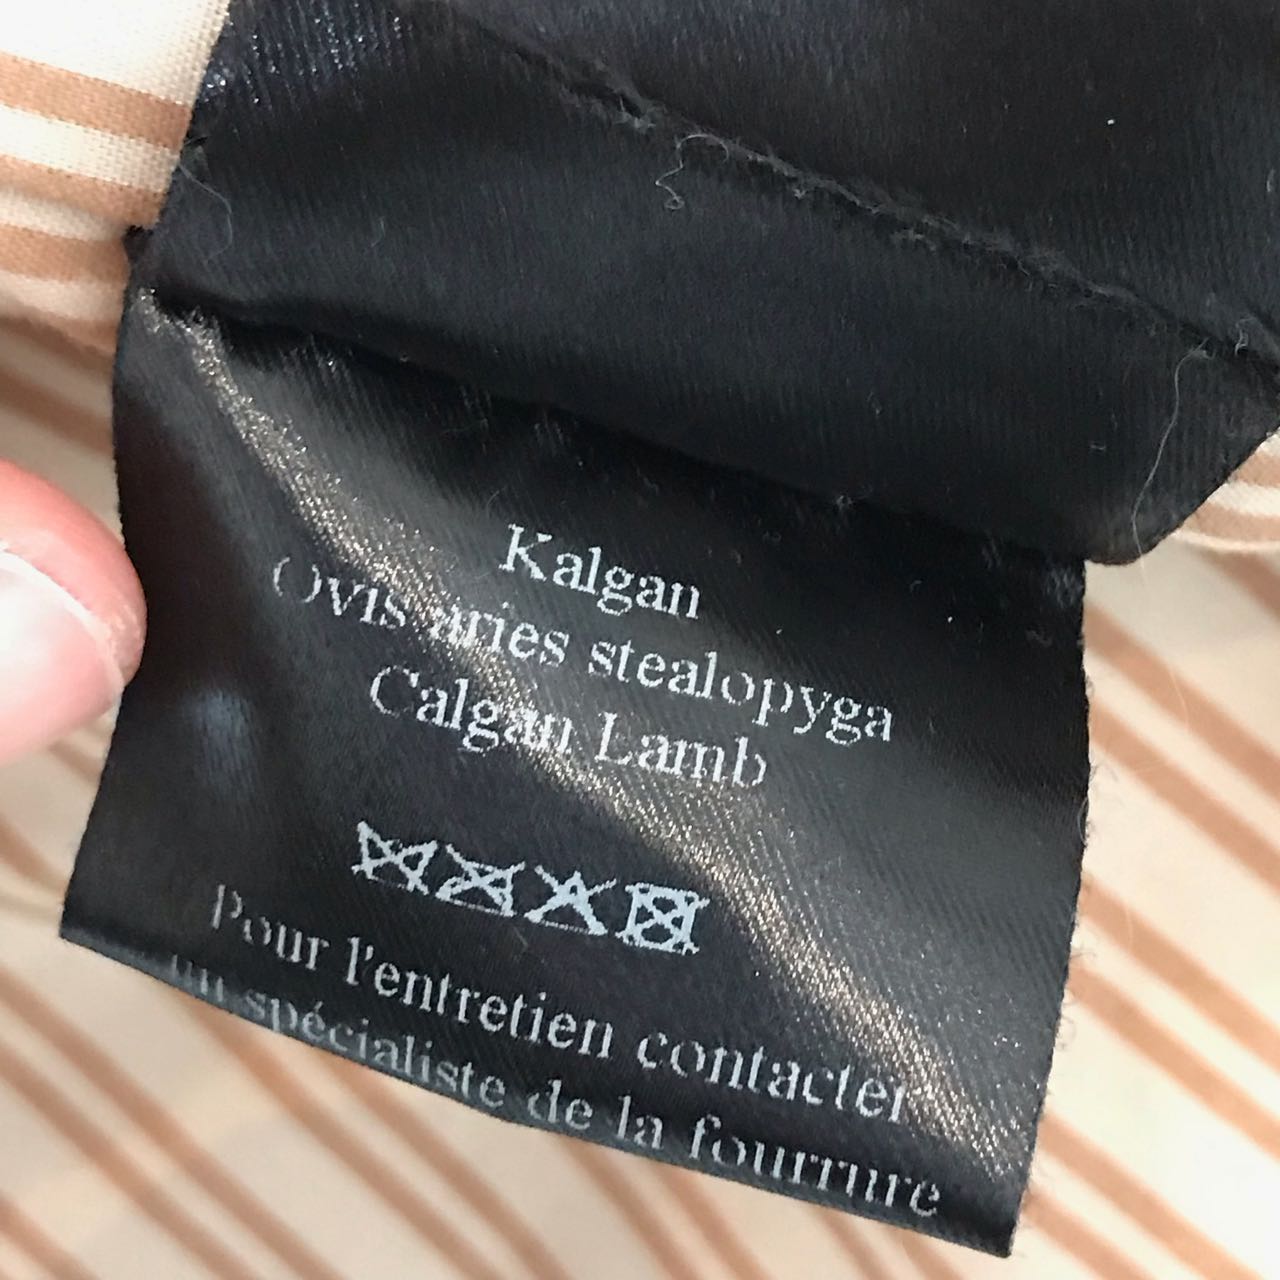 Kalgan
Ovis aries stealopyga
Calgan Lamb
Pour l'entretien contacter
un spécialiste de la fourrure